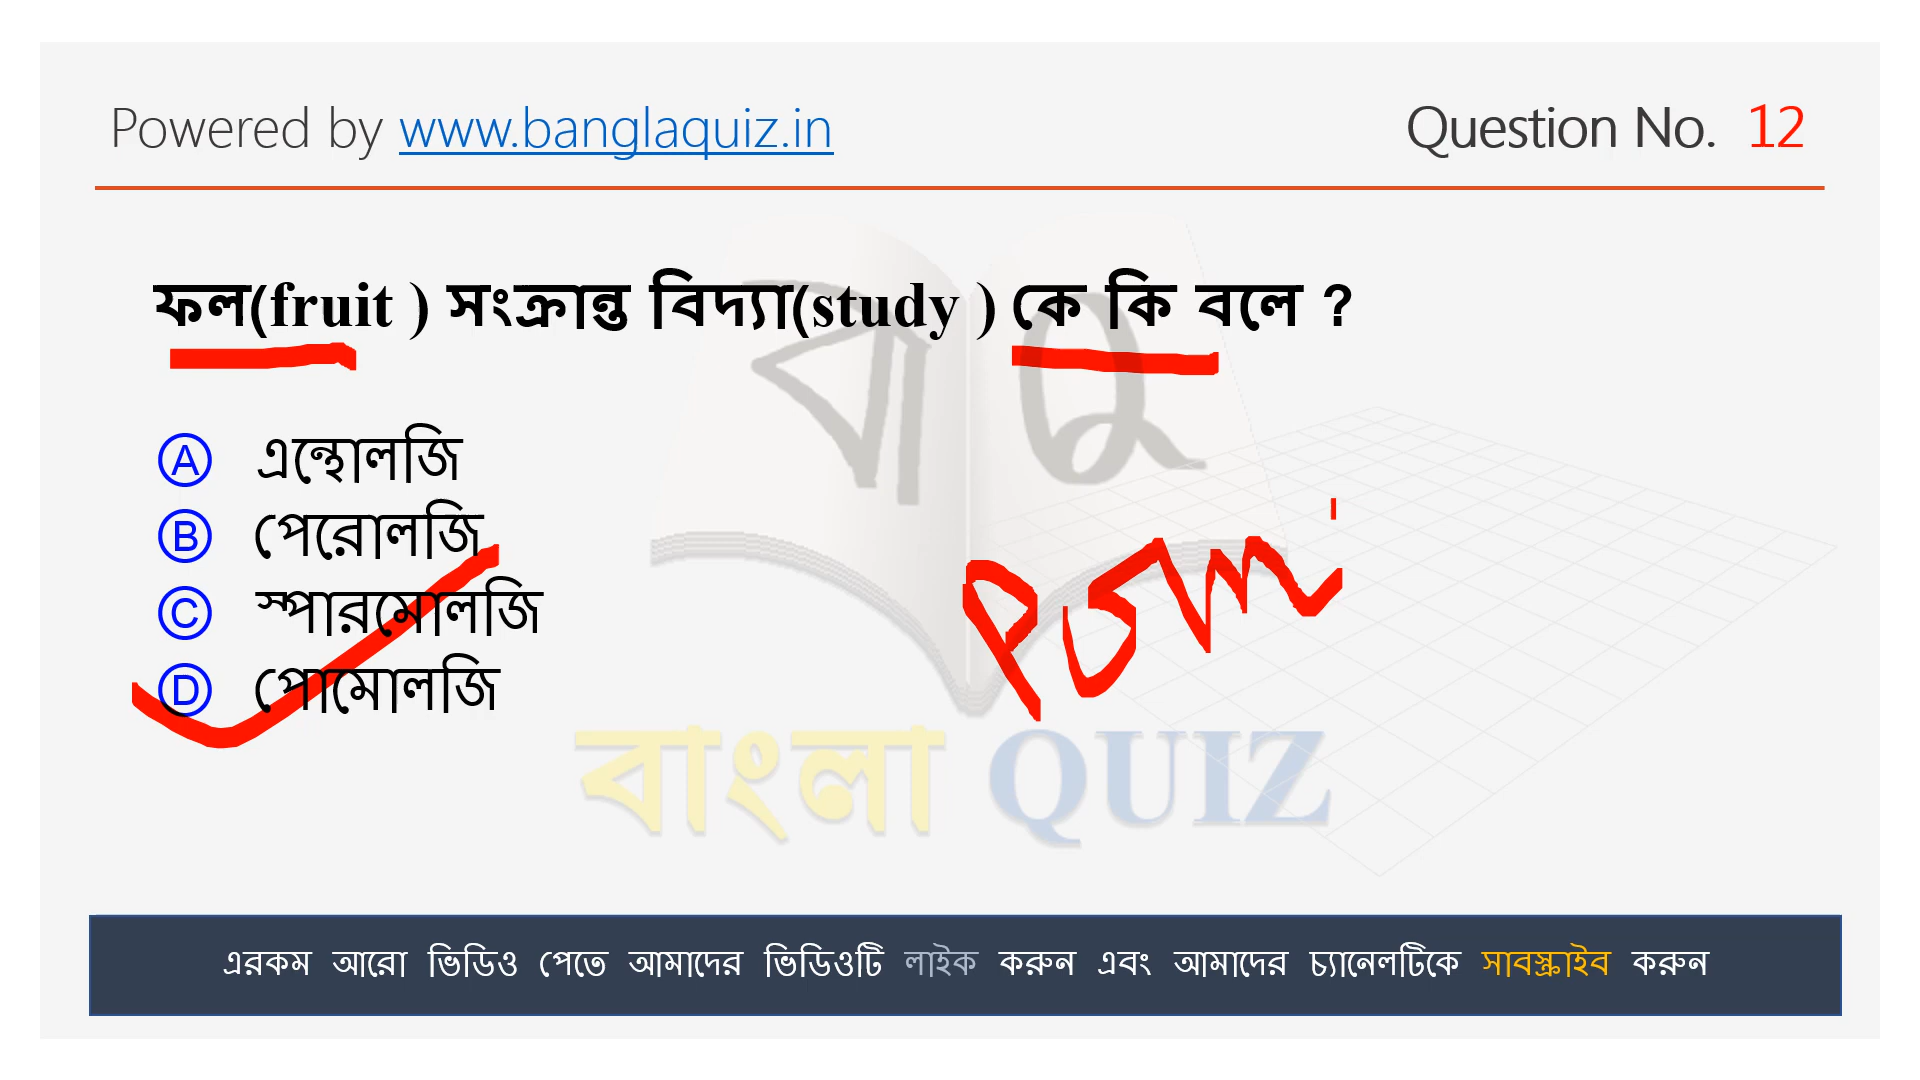 Powered by www.banglaquiz.in
Question No. 12
ফল(fruit ) সংক্রান্ত বিদ্যা(study ) কে কি বলে ?
Ⓐ এন্থোলজি
Ⓑ পেরোলজি
Ⓒ স্পারমোলজি
Ⓓ পোমোলজি
Pom
বাংলা QUIZ
এরকম আরো ভিডিও পেতে আমাদের ভিডিওটি লাইক করুন এবং আমাদের চ্যানেলটিকে সাবস্ক্রাইব করুন